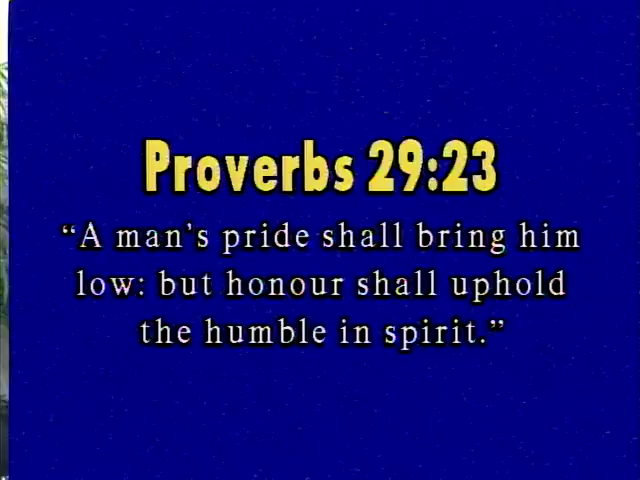 Proverbs 29:23
“A man’s pride shall bring him
low: but honour shall uphold
the humble in spirit.”